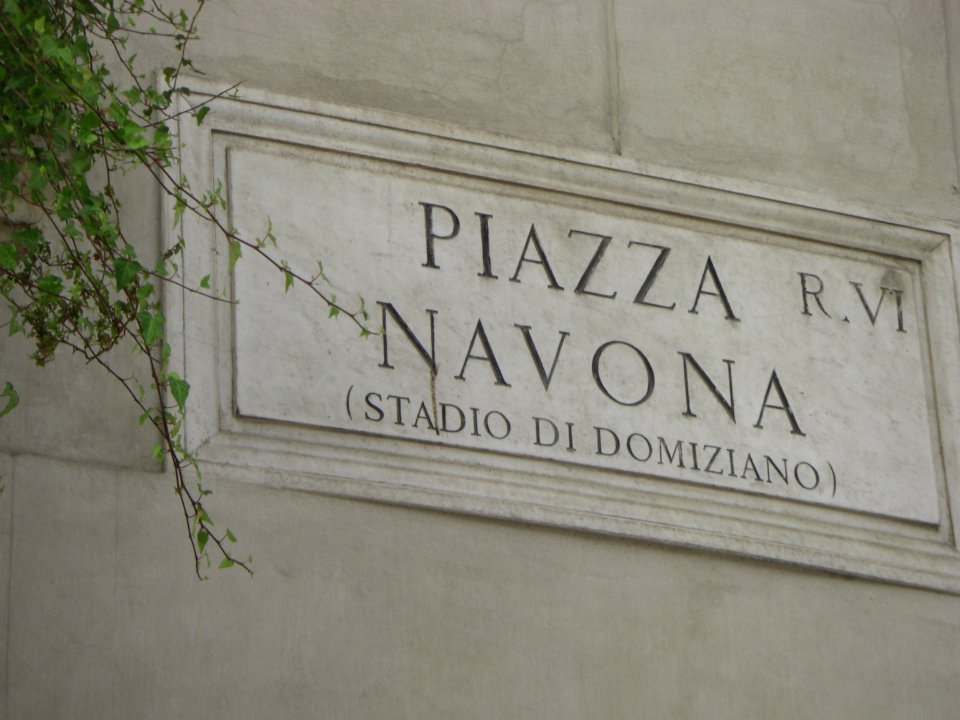 PIAZZA R.VI
NAVONA
(STADIO DI DOMIZIANO)